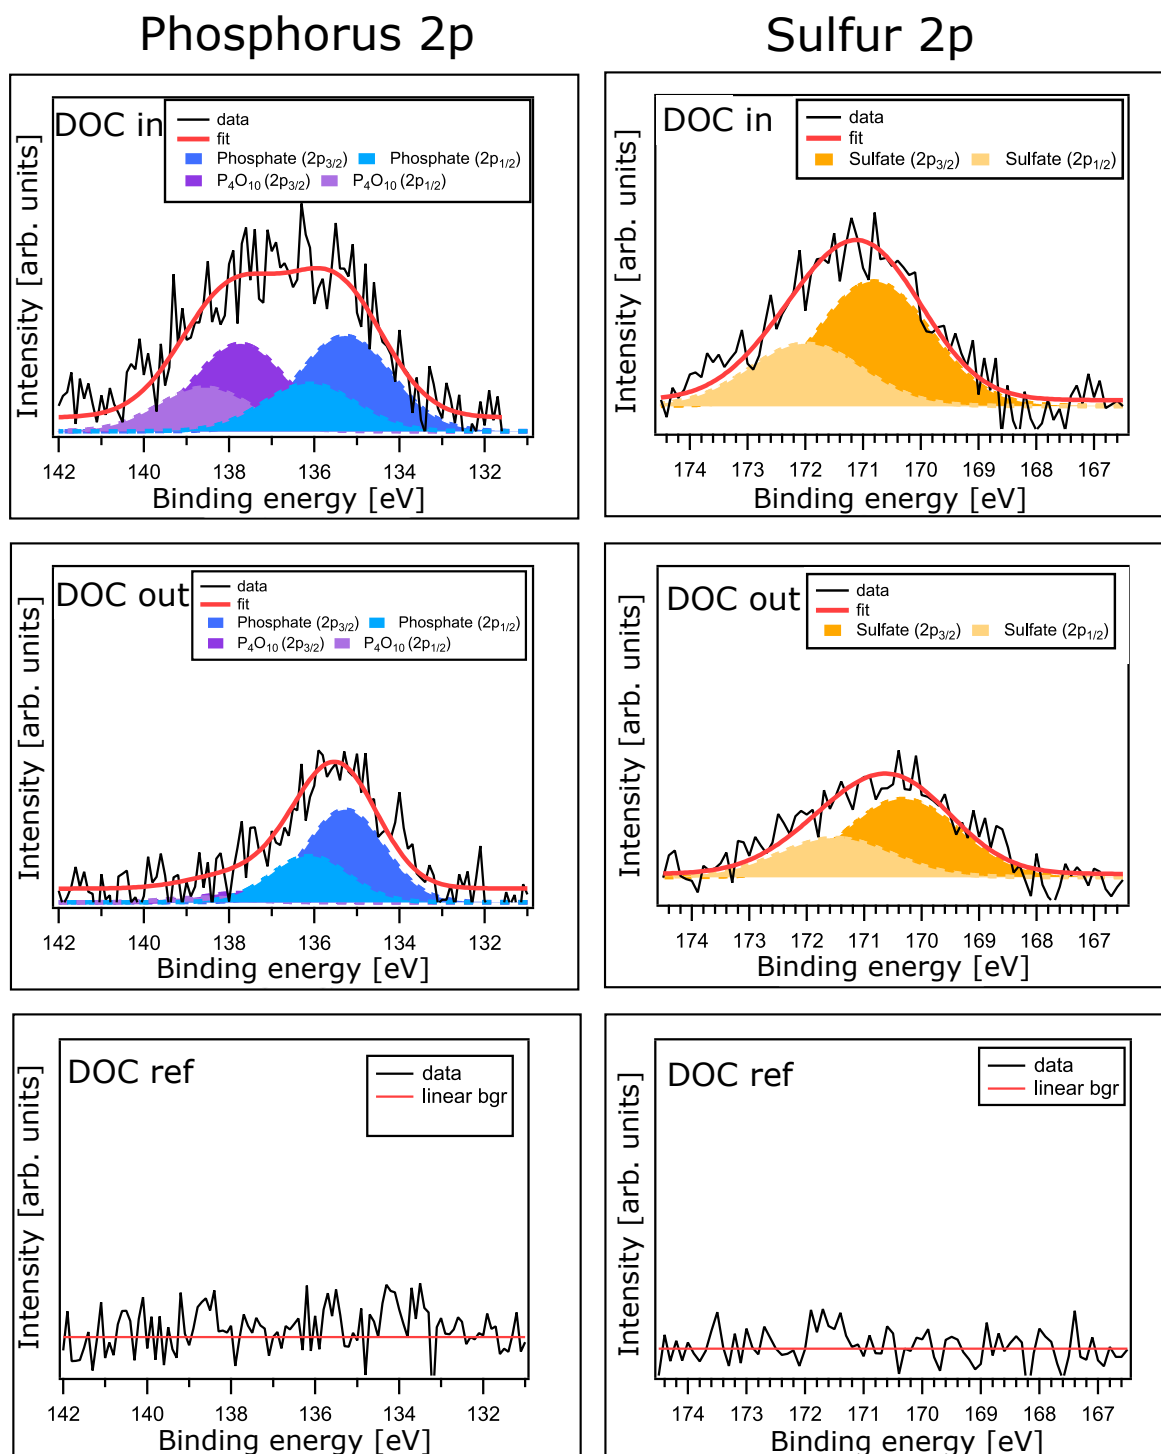 Phosphorus 2p
Sulfur 2p
DOC in
data
fit
Phosphate (2p3/2) Phosphate (2p1/2)
P4O10 (2p3/2) P4O10 (2p1/2)
Intensity [arb. units]
142 140 138 136 134 132
Binding energy [eV]
DOC in
data
fit
Sulfate (2p3/2) Sulfate (2p1/2)
Intensity [arb. units]
174 173 172 171 170 169 168 167
Binding energy [eV]
DOC out
data
fit
Phosphate (2p3/2) Phosphate (2p1/2)
P4O10 (2p3/2) P4O10 (2p1/2)
Intensity [arb. units]
142 140 138 136 134 132
Binding energy [eV]
DOC out
data
fit
Sulfate (2p3/2) Sulfate (2p1/2)
Intensity [arb. units]
174 173 172 171 170 169 168 167
Binding energy [eV]
DOC ref
data
linear bgr
Intensity [arb. units]
142 140 138 136 134 132
Binding energy [eV]
DOC ref
data
linear bgr
Intensity [arb. units]
174 173 172 171 170 169 168 167
Binding energy [eV]